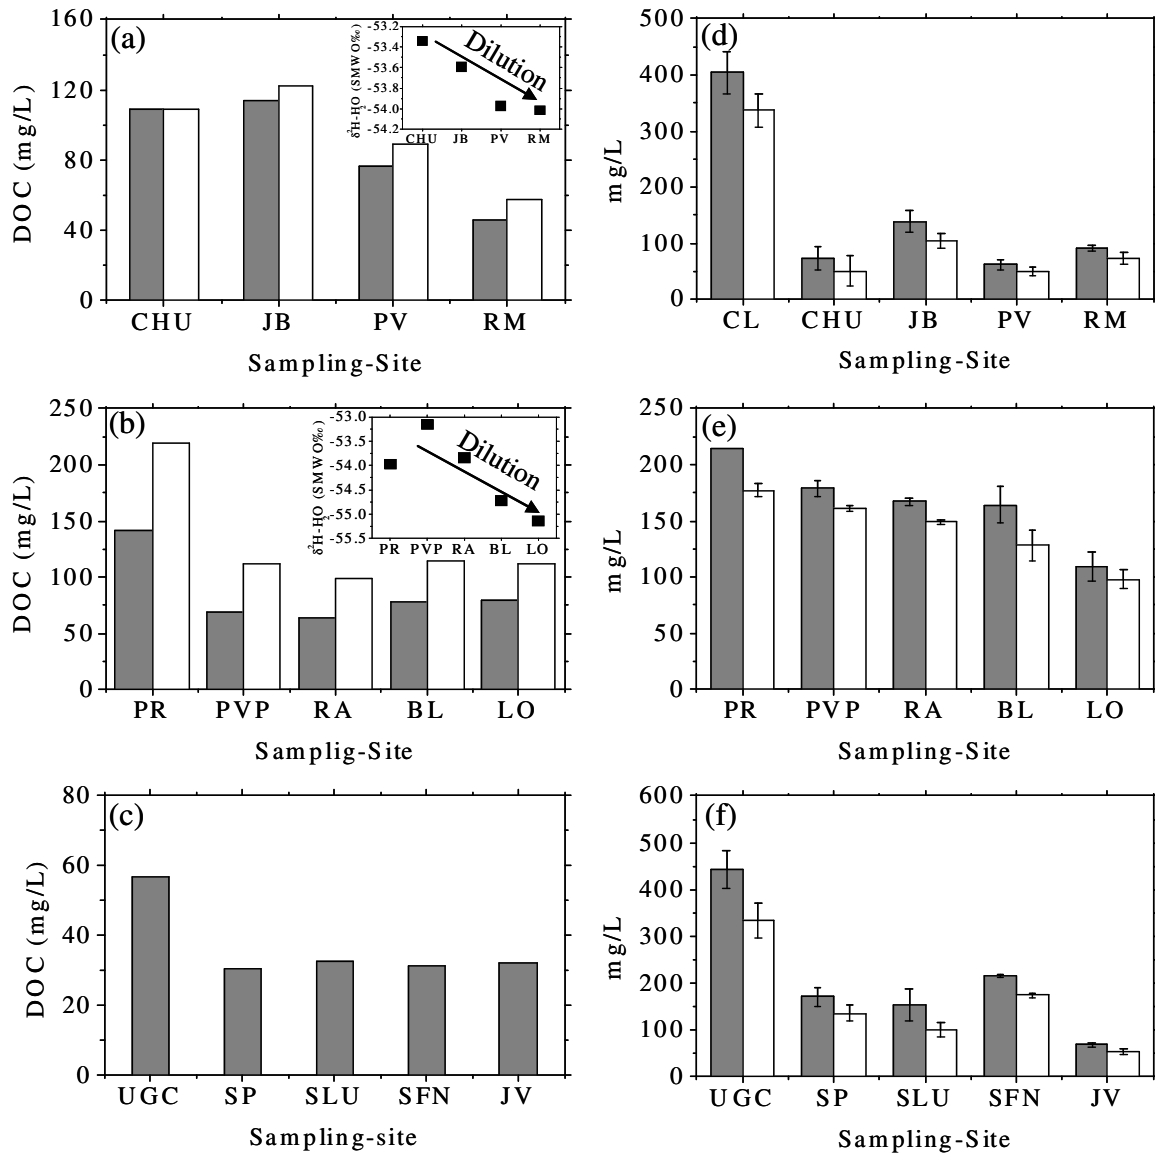 (a)
DOC (mg/L)
160
120
80
40
0
CHU JB PV RM
Sampling-Site
δ²H-H₂O (SMWO‰)
-53.2
-53.6
-54.0
-54.2
Dilution
CHU JB PV RM
(d)
mg/L
500
400
300
200
100
0
CL CHU JB PV RM
Sampling-Site
(b)
DOC (mg/L)
250
200
150
100
50
0
PR PVP RA BL LO
Samplig-Site
δ²H-H₂O (SMWO‰)
-53.0
-53.5
-54.0
-54.5
-55.0
-55.5
Dilution
PR PVP RA BL LO
(e)
mg/L
250
200
150
100
50
0
PR PVP RA BL LO
Sampling-Site
(c)
DOC (mg/L)
80
60
40
20
0
UGC SP SLU SFN JV
Sampling-site
(f)
mg/L
600
500
400
300
200
100
0
UGC SP SLU SFN JV
Sampling-Site